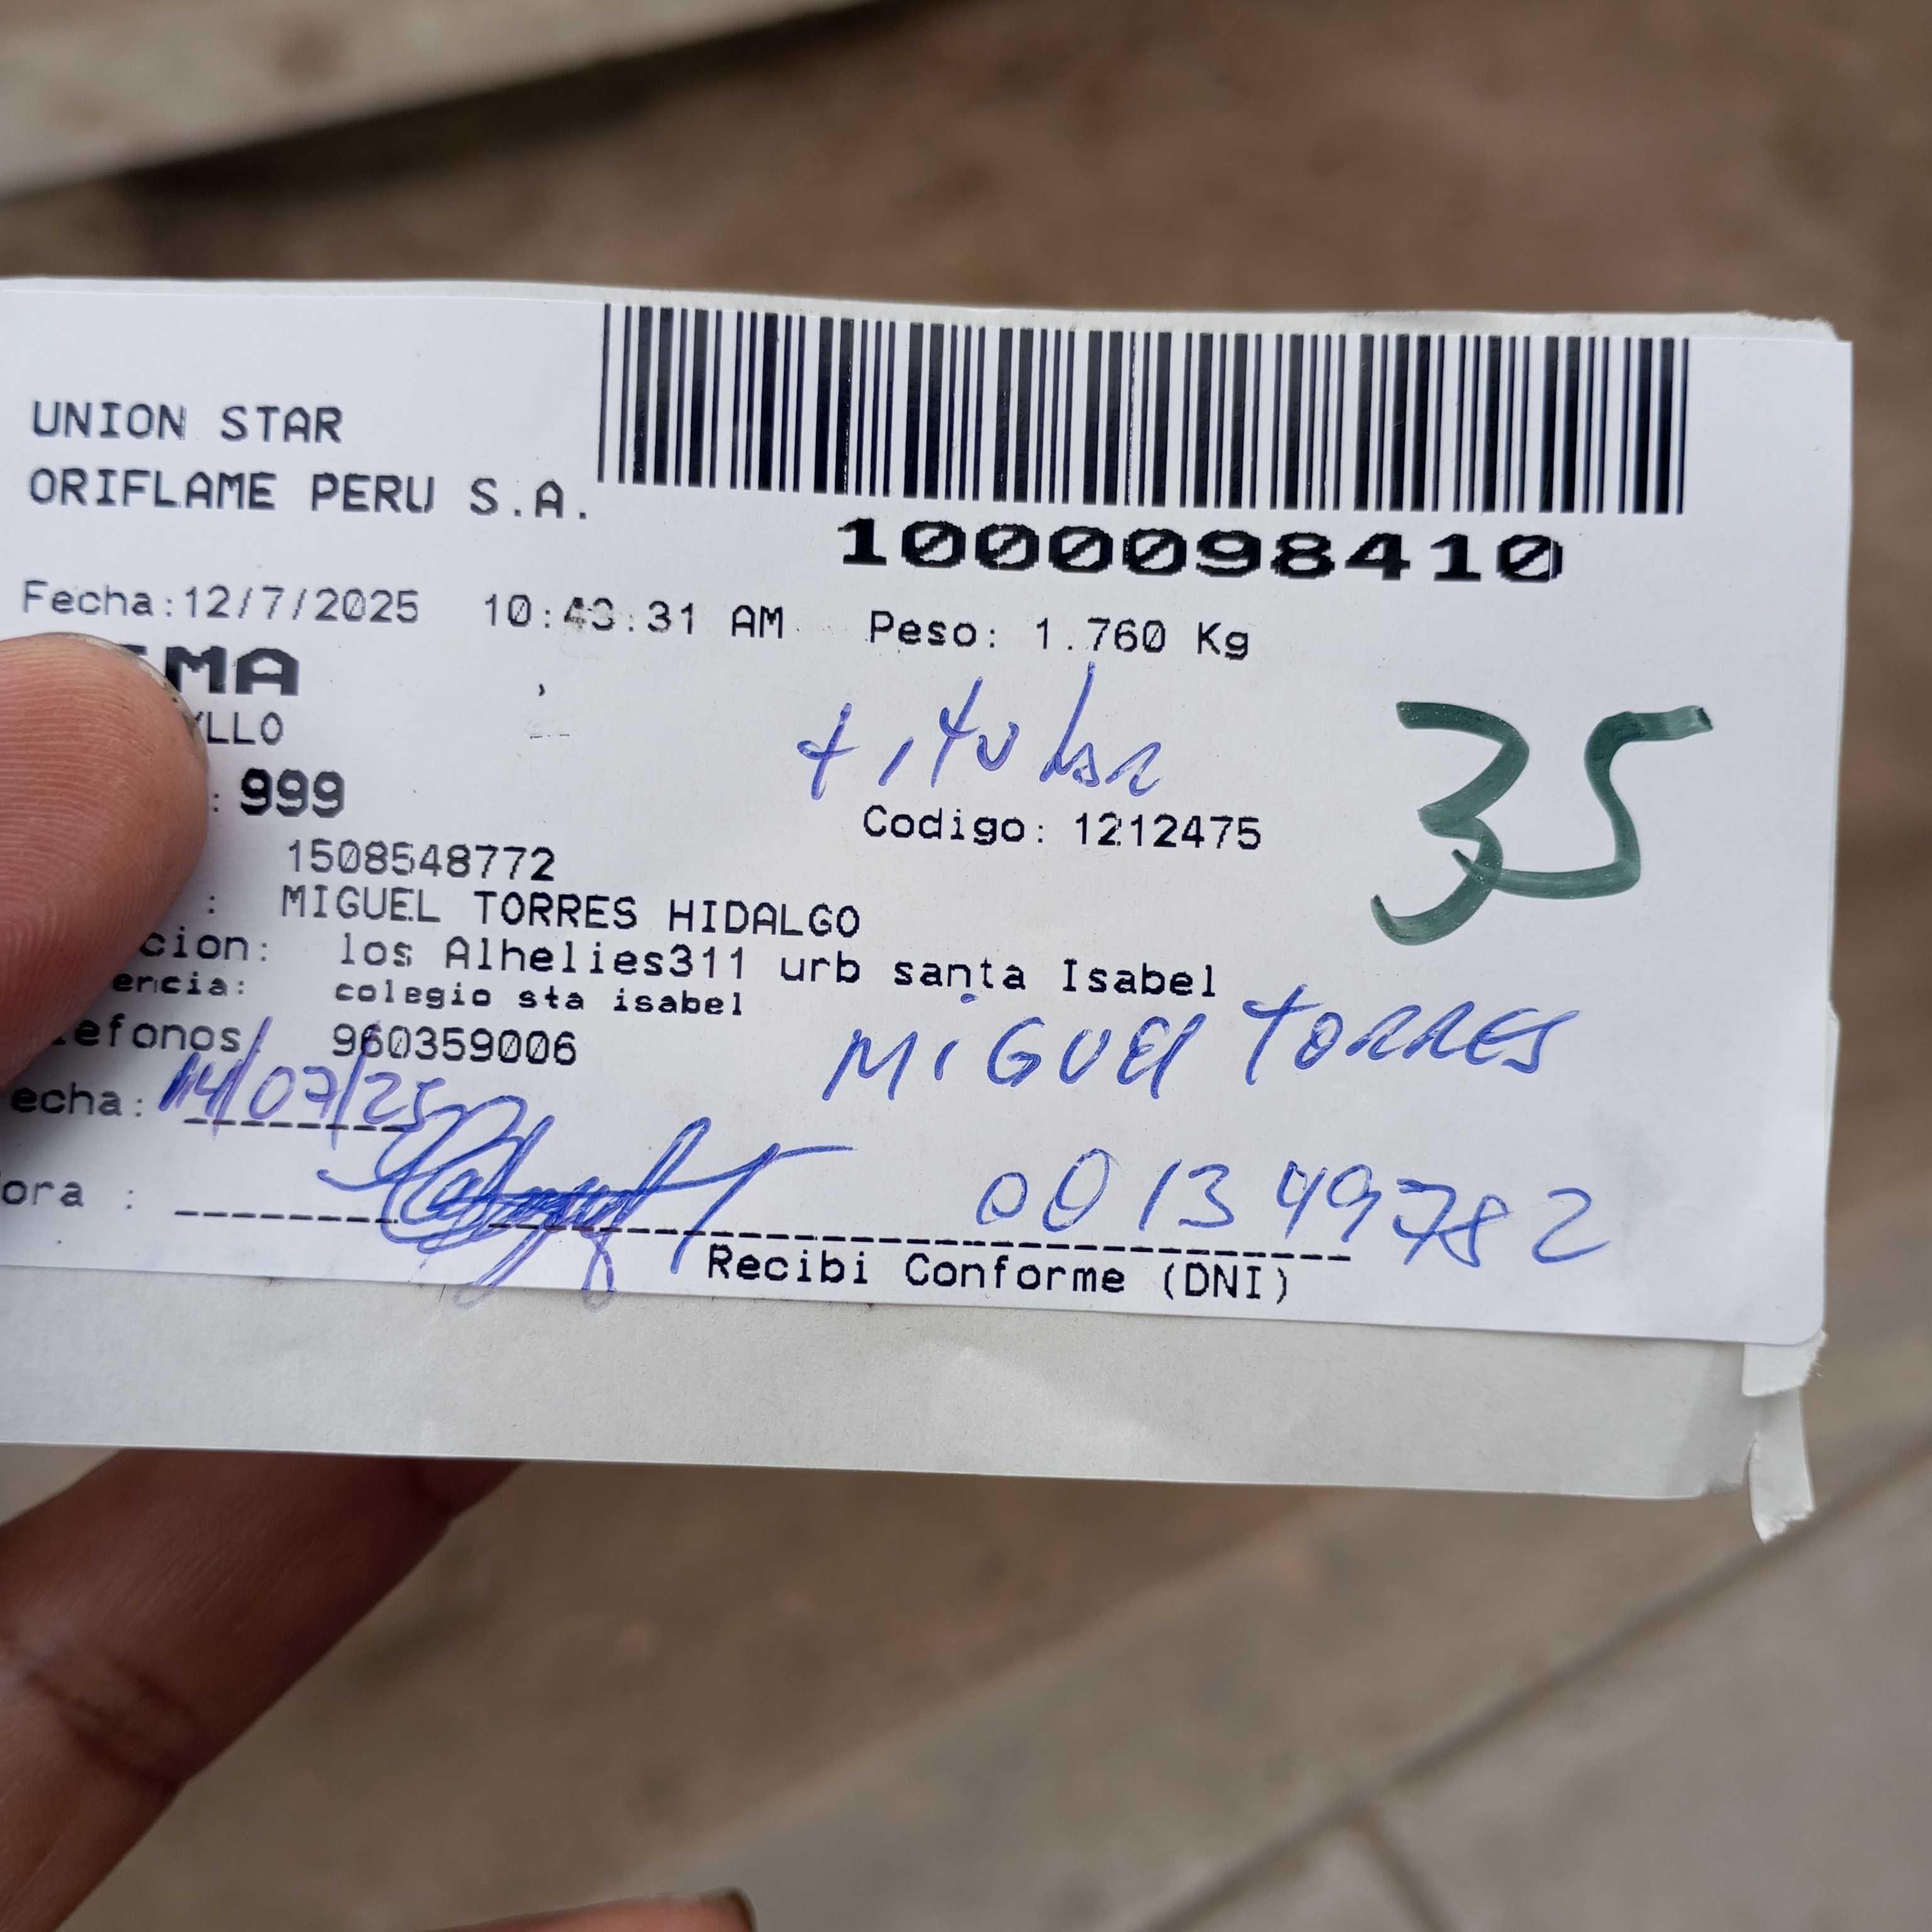 UNION STAR
ORIFLAME PERU S.A.
1000098410
Fecha:12/7/2025 10:43:31 AM Peso: 1.760 Kg
MA
LLO
titular
35
: 999
Codigo: 1212475
1508548772
: MIGUEL TORRES HIDALGO
cion: los Alhelies311 urb santa Isabel
encia: colegio sta isabel
efonos 960359006
MIGUEl TORRES
echa: 14/07/25
ora :
001349782
Recibi Conforme (DNI)